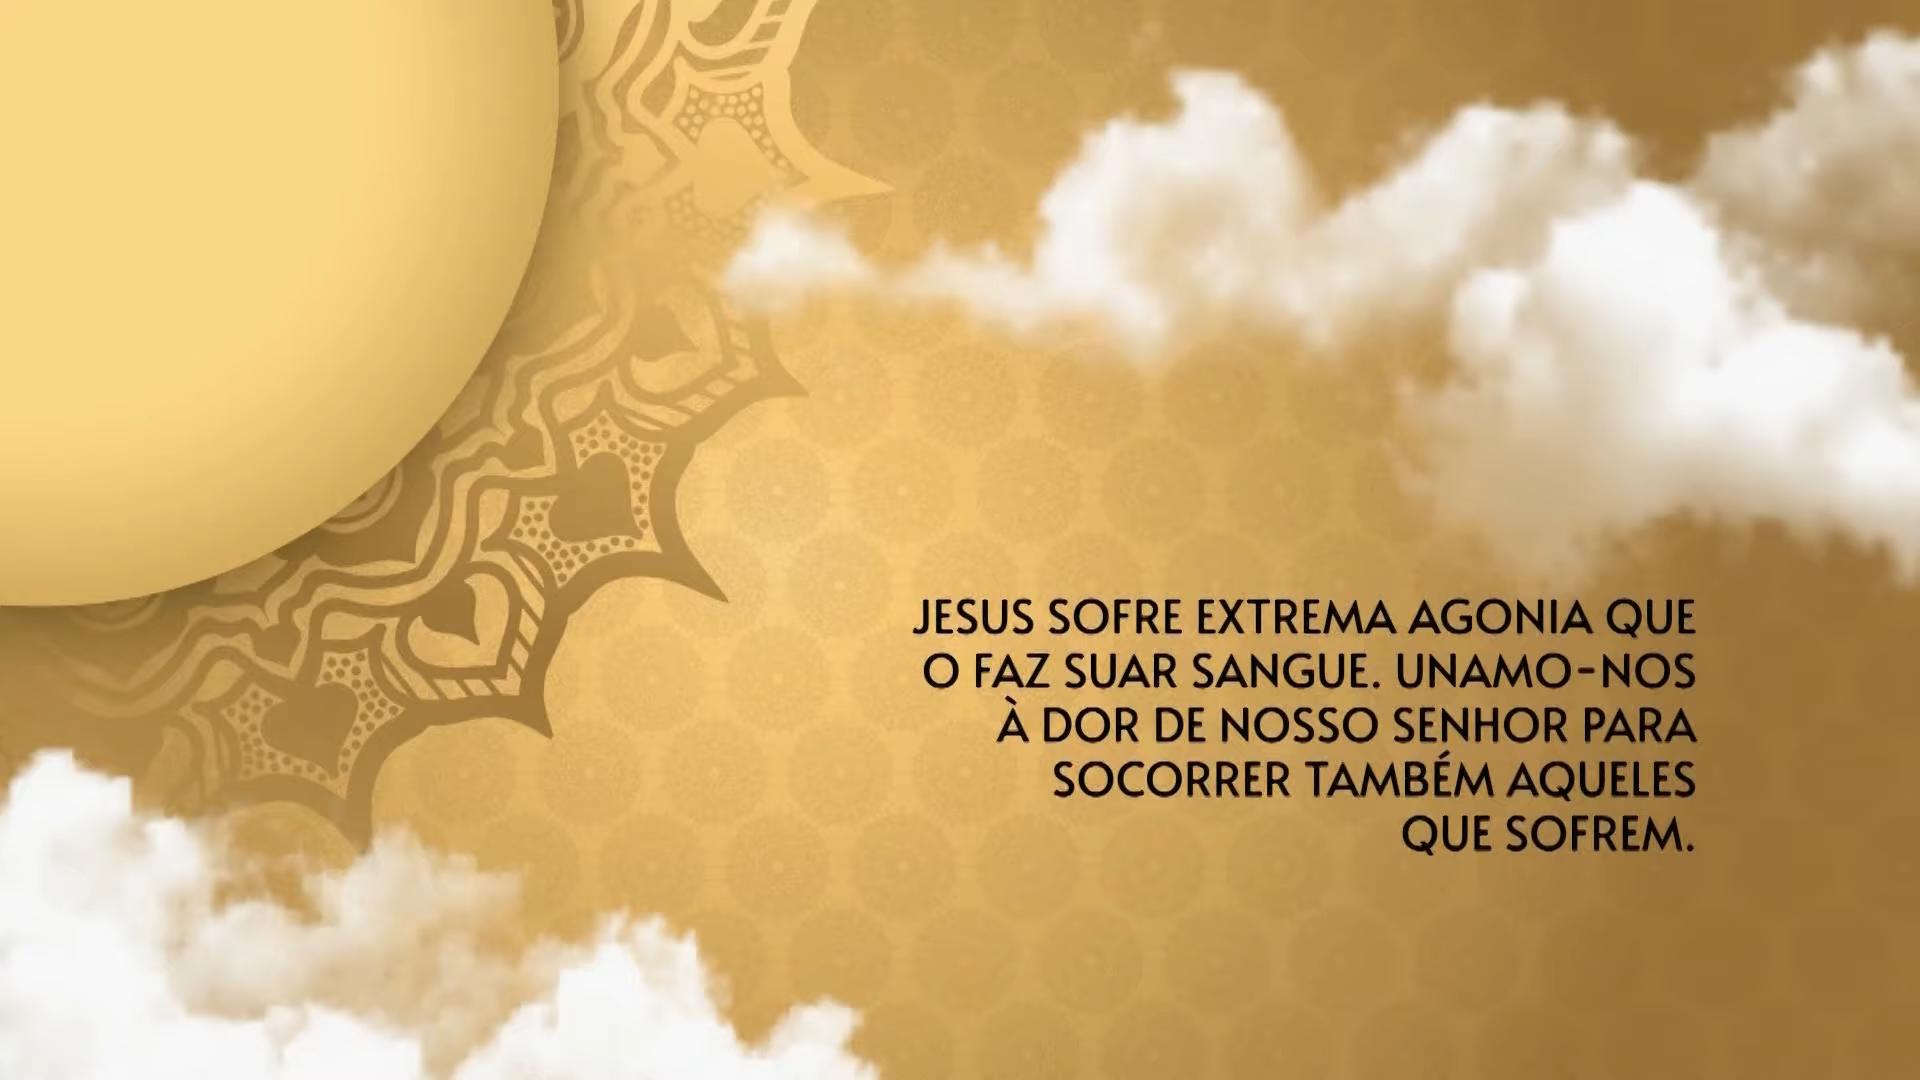 JESUS SOFRE EXTREMA AGONIA QUE
O FAZ SUAR SANGUE. UNAMO-NOS
À DOR DE NOSSO SENHOR PARA
SOCORRER TAMBÉM AQUELES
QUE SOFREM.